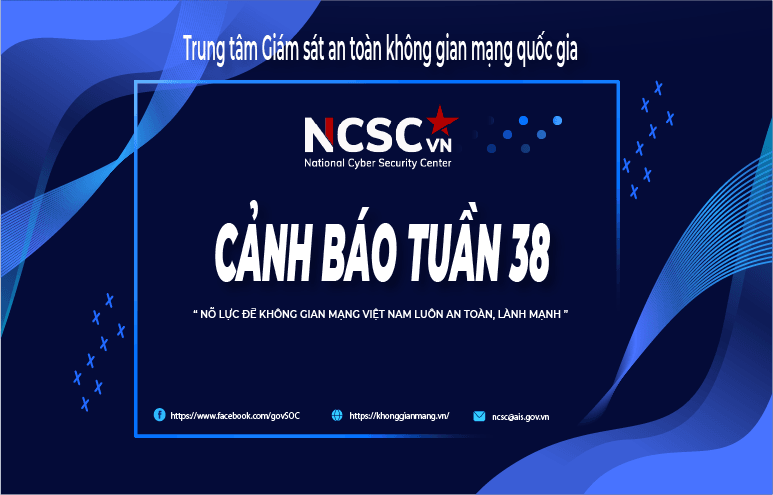 Trung tâm Giám sát an toàn không gian mạng quốc gia
NCSC VN
National Cyber Security Center
CẢNH BÁO TUẦN 38
“ NỖ LỰC ĐỂ KHÔNG GIAN MẠNG VIỆT NAM LUÔN AN TOÀN, LÀNH MẠNH ”
https://www.facebook.com/govSOC https://khonggianmang.vn/ ncsc@ais.gov.vn